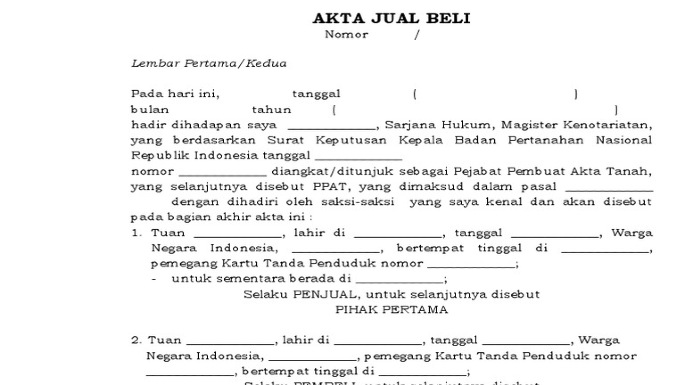 AKTA JUAL BELI
Nomor /
Lembar Pertama/Kedua
Pada hari ini, tanggal ( )
bulan tahun ( )
hadir dihadapan saya ____________, Sarjana Hukum, Magister Kenotariatan,
yang berdasarkan Surat Keputusan Kepala Badan Pertanahan Nasional
Republik Indonesia tanggal ____________
nomor ____________ diangkat/ditunjuk sebagai Pejabat Pembuat Akta Tanah,
yang selanjutnya disebut PPAT, yang dimaksud dalam pasal ____________
dengan dihadiri oleh saksi-saksi yang saya kenal dan akan disebut
pada bagian akhir akta ini :
1. Tuan ____________, lahir di ____________, tanggal ____________, Warga
Negara Indonesia, ____________, bertempat tinggal di ____________,
pemegang Kartu Tanda Penduduk nomor ____________;
- untuk sementara berada di ____________;
Selaku PENJUAL, untuk selanjutnya disebut
PIHAK PERTAMA
2. Tuan ____________, lahir di ____________, tanggal ____________, Warga
Negara Indonesia, ____________, pemegang Kartu Tanda Penduduk nomor
____________, bertempat tinggal di ____________;
Selaku PEMBELI, untuk selanjutnya disebut